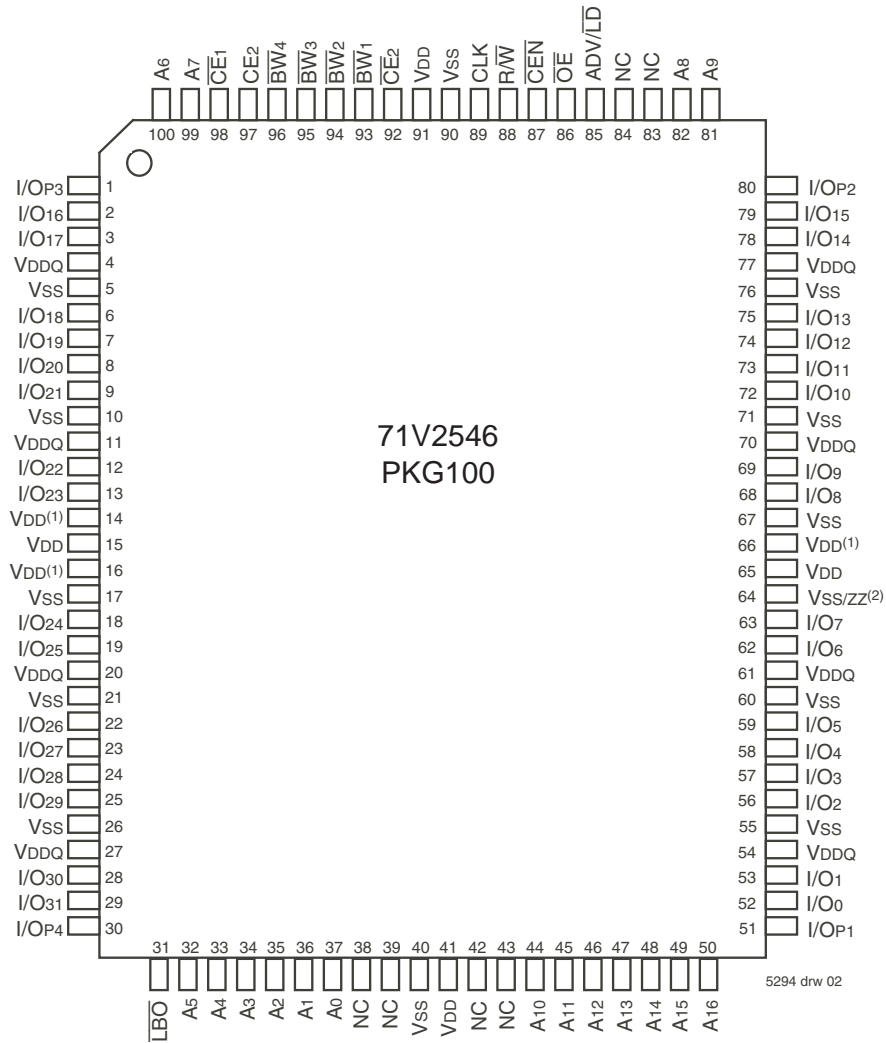 A6 A7 CE1 CE2 BW4 BW3 BW2 BW1 CE2 VDD VSS CLK R/W CEN OE ADV/LD NC NC A8 A9
100 99 98 97 96 95 94 93 92 91 90 89 88 87 86 85 84 83 82 81
I/OP3 1 80 I/OP2
I/O16 2 79 I/O15
I/O17 3 78 I/O14
VDDQ 4 77 VDDQ
VSS 5 76 VSS
I/O18 6 75 I/O13
I/O19 7 74 I/O12
I/O20 8 73 I/O11
I/O21 9 72 I/O10
VSS 10 71 VSS
VDDQ 11 70 VDDQ
I/O22 12 69 I/O9
I/O23 13 68 I/O8
VDD(1) 14 67 VSS
VDD 15 66 VDD(1)
VDD(1) 16 65 VDD
VSS 17 64 VSS/ZZ(2)
I/O24 18 63 I/O7
I/O25 19 62 I/O6
VDDQ 20 61 VDDQ
VSS 21 60 VSS
I/O26 22 59 I/O5
I/O27 23 58 I/O4
I/O28 24 57 I/O3
I/O29 25 56 I/O2
VSS 26 55 VSS
VDDQ 27 54 VDDQ
I/O30 28 53 I/O1
I/O31 29 52 I/O0
I/OP4 30 51 I/OP1
71V2546
PKG100
31 32 33 34 35 36 37 38 39 40 41 42 43 44 45 46 47 48 49 50
LBO A5 A4 A3 A2 A1 A0 NC NC VSS VDD NC NC A10 A11 A12 A13 A14 A15 A16
5294 drw 02